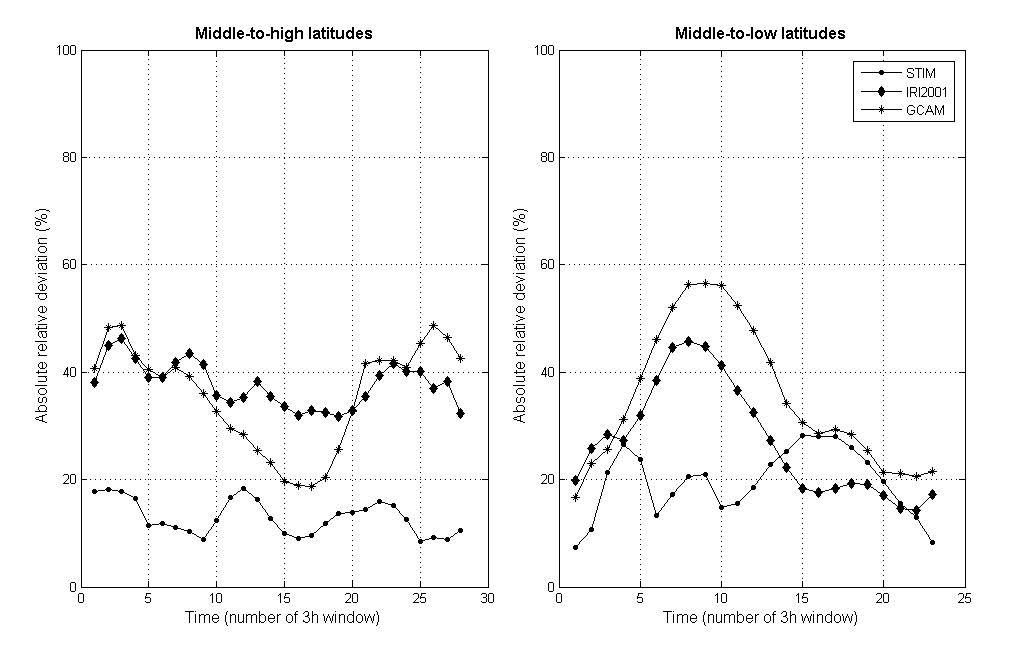 Middle-to-high latitudes
100
80
60
40
20
0
0 5 10 15 20 25 30
Absolute relative deviation (%)
Time (number of 3h window)
Middle-to-low latitudes
STIM
IRI2001
GCAM
100
80
60
40
20
0
0 5 10 15 20 25
Absolute relative deviation (%)
Time (number of 3h window)